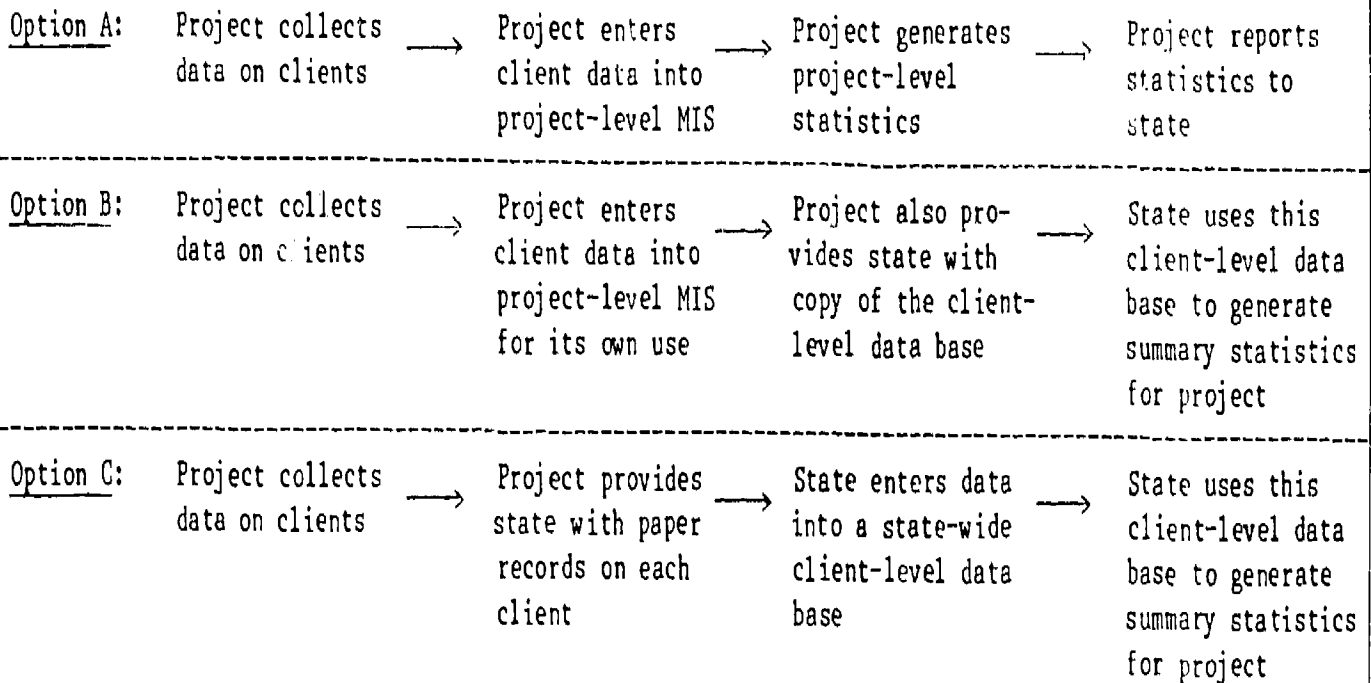 Option A:
Project collects
data on clients
→
Project enters
client data into
project-level MIS
→
Project generates
project-level
statistics
→
Project reports
statistics to
state
Option B:
Project collects
data on c ients
→
Project enters
client data into
project-level MIS
for its own use
→
Project also pro-
vides state with
copy of the client-
level data base
→
State uses this
client-level data
base to generate
summary statistics
for project
Option C:
Project collects
data on clients
→
Project provides
state with paper
records on each
client
→
State enters data
into a state-wide
client-level data
base
→
State uses this
client-level data
base to generate
summary statistics
for project